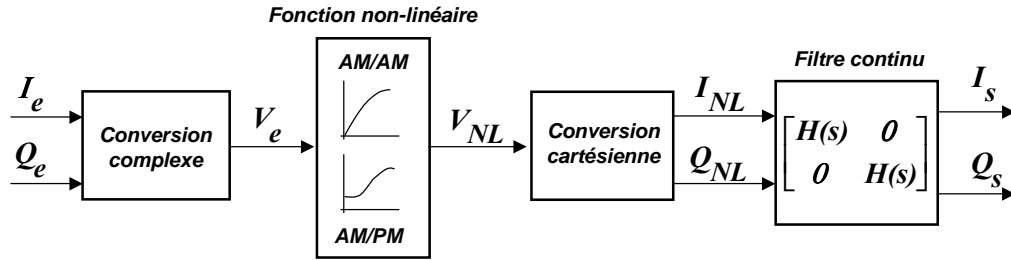 Fonction non-linéaire
AM/AM
AM/PM
I_e
Q_e
Conversion
complexe
V_e
V_NL
Conversion
cartésienne
I_NL
Q_NL
Filtre continu
H(s) 0
0 H(s)
I_s
Q_s